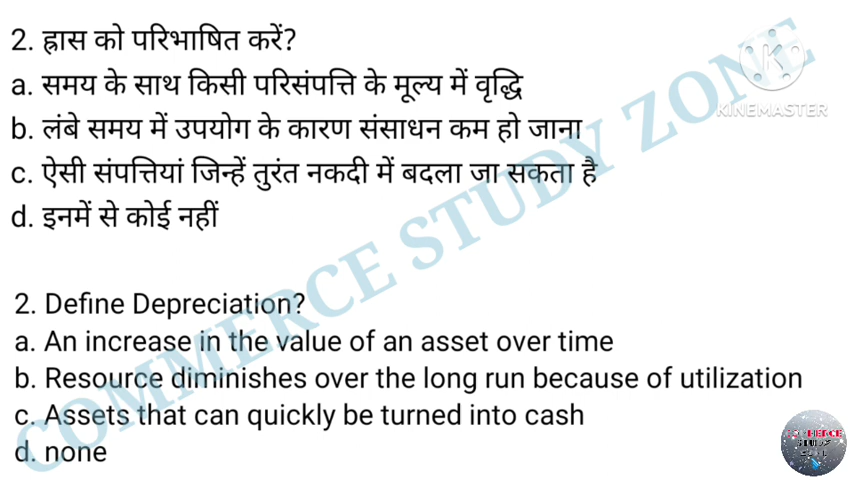 2. ह्रास को परिभाषित करें?
a. समय के साथ किसी परिसंपत्ति के मूल्य में वृद्धि
b. लंबे समय में उपयोग के कारण संसाधन कम हो जाना
c. ऐसी संपत्तियां जिन्हें तुरंत नकदी में बदला जा सकता है
d. इनमें से कोई नहीं
KINEMASTER
COMMERCE STUDY ZONE
2. Define Depreciation?
a. An increase in the value of an asset over time
b. Resource diminishes over the long run because of utilization
c. Assets that can quickly be turned into cash
d. none
COMMERCE